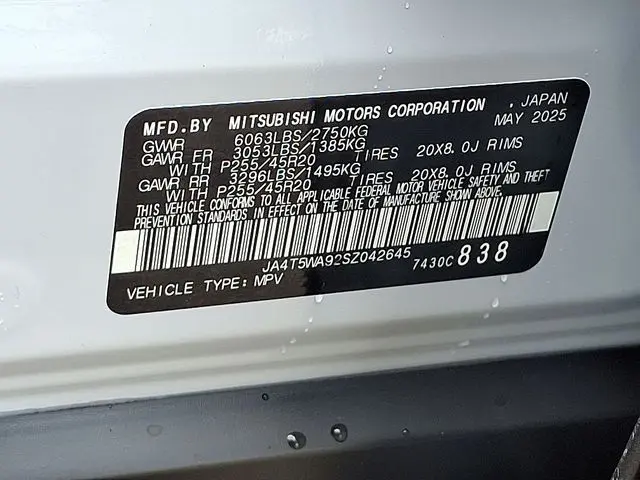 MFD.BY MITSUBISHI MOTORS CORPORATION , JAPAN
GVWR 6063LBS/2750KG MAY 2025
GAWR FR 3053LBS/1385KG
WITH P255/45R20 TIRES 20X8.0J RIMS
GAWR RR 3296LBS/1495KG
WITH P255/45R20 TIRES 20X8.0J RIMS
THIS VEHICLE CONFORMS TO ALL APPLICABLE FEDERAL MOTOR VEHICLE SAFETY AND THEFT
PREVENTION STANDARDS IN EFFECT ON THE DATE OF MANUFACTURE SHOWN ABOVE.
JA4T5WA92SZ042645 7430C 838
VEHICLE TYPE: MPV